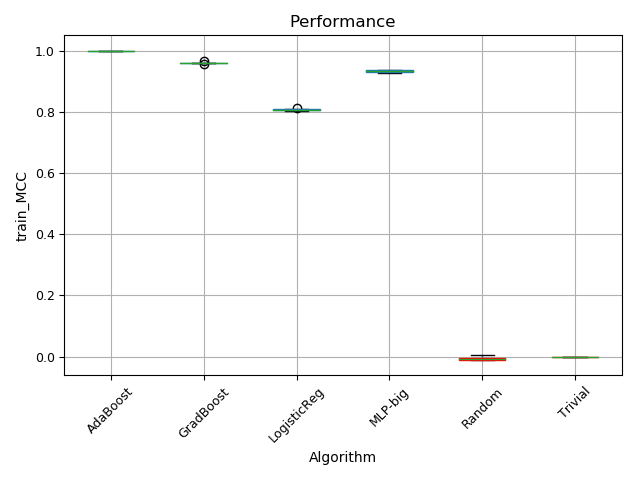 Performance
train_MCC
1.0
0.8
0.6
0.4
0.2
0.0
AdaBoost
GradBoost
LogisticReg
MLP-big
Random
Trivial
Algorithm